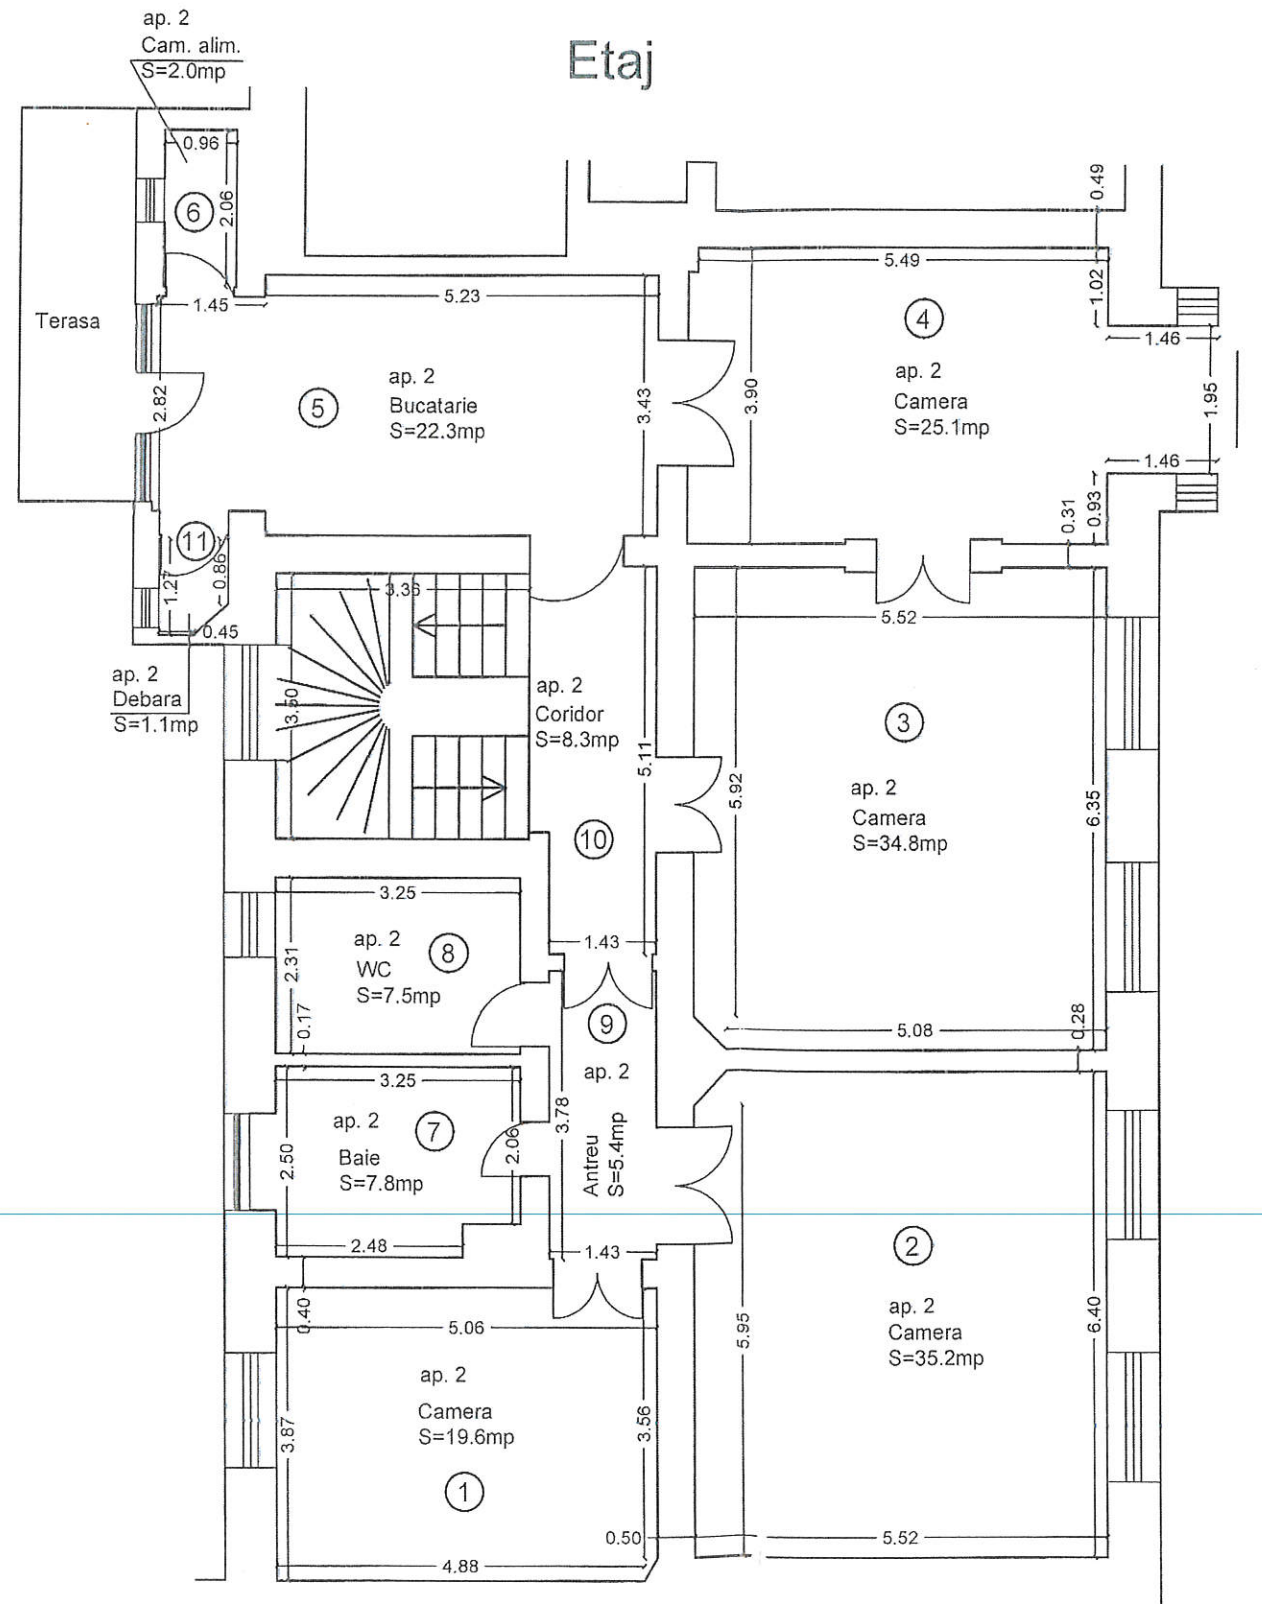 ap. 2
Cam. alim.
S=2.0mp
Etaj
0.96
2.06
6
0.49
5.49
1.02
1.45
5.23
Terasa
4
1.46
ap. 2
Bucatarie
S=22.3mp
5
2.82
3.43
3.90
ap. 2
Camera
S=25.1mp
1.95
1.46
0.93
0.31
11
1.27
0.86
0.45
3.36
5.52
ap. 2
Debara
S=1.1mp
3.50
ap. 2
Coridor
S=8.3mp
5.11
3
5.92
ap. 2
Camera
S=34.8mp
6.35
10
3.25
ap. 2
WC
S=7.5mp
8
2.31
1.43
0.17
9
5.08
0.28
3.25
ap. 2
Baie
S=7.8mp
7
2.50
2.06
3.78
ap. 2
Antreu
S=5.4mp
2.48
1.43
2
0.40
5.06
ap. 2
Camera
S=35.2mp
5.95
6.40
ap. 2
Camera
S=19.6mp
3.87
3.56
1
0.50
5.52
4.88